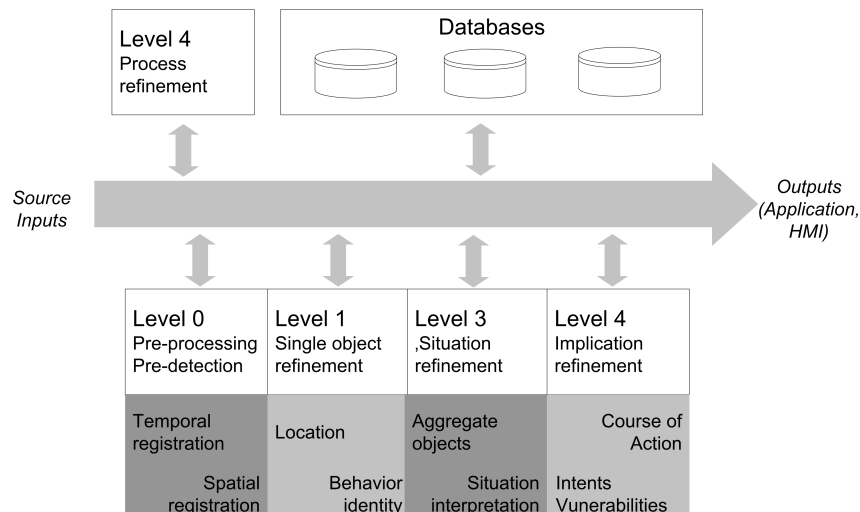 Level 4
Process
refinement
Databases
Source
Inputs
Outputs
(Application,
HMI)
Level 0
Pre-processing
Pre-detection
Level 1
Single object
refinement
Level 3
,Situation
refinement
Level 4
Implication
refinement
Temporal
registration
Spatial
registration
Location
Behavior
identity
Aggregate
objects
Situation
interpretation
Course of
Action
Intents
Vunerabilities